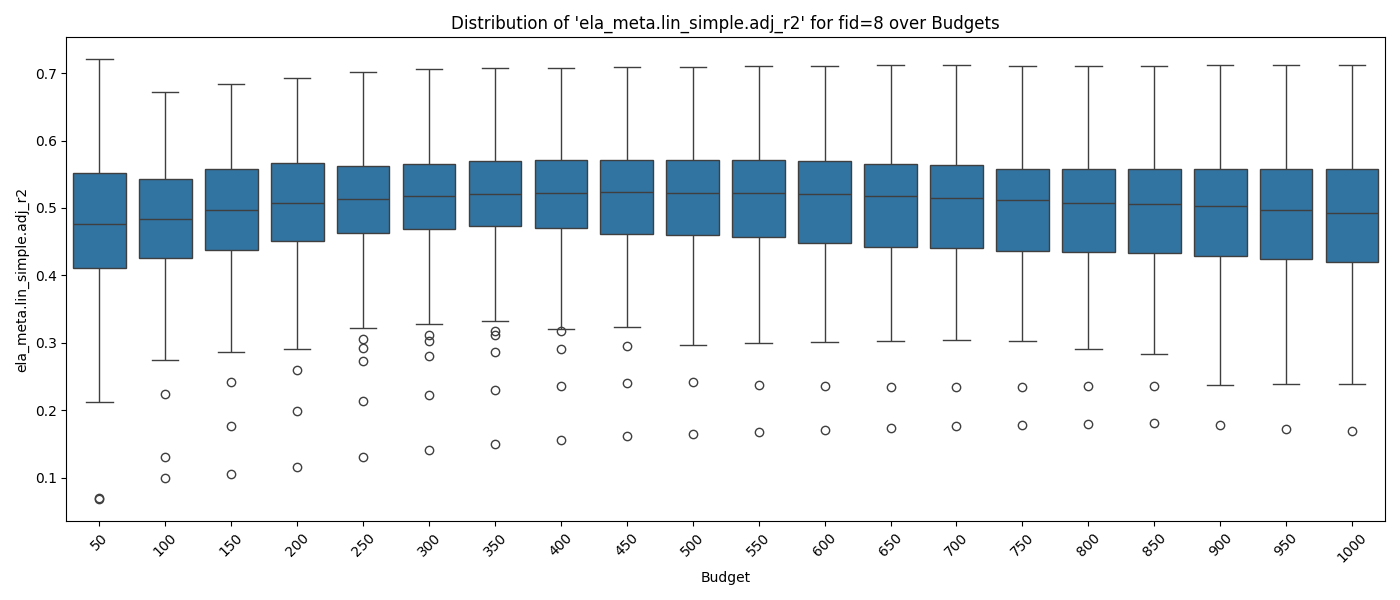 Distribution of 'ela_meta.lin_simple.adj_r2' for fid=8 over Budgets
ela_meta.lin_simple.adj_r2
0.7
0.6
0.5
0.4
0.3
0.2
0.1
50 100 150 200 250 300 350 400 450 500 550 600 650 700 750 800 850 900 950 1000
Budget